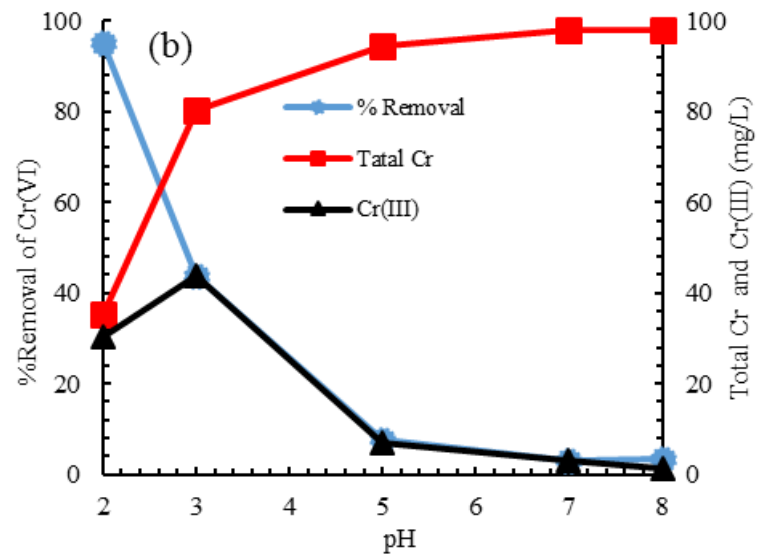 (b)
% Removal
Tatal Cr
Cr(III)
%Removal of Cr(VI)
100
80
60
40
20
0
Total Cr and Cr(III) (mg/L)
100
80
60
40
20
0
2 3 4 5 6 7 8
pH